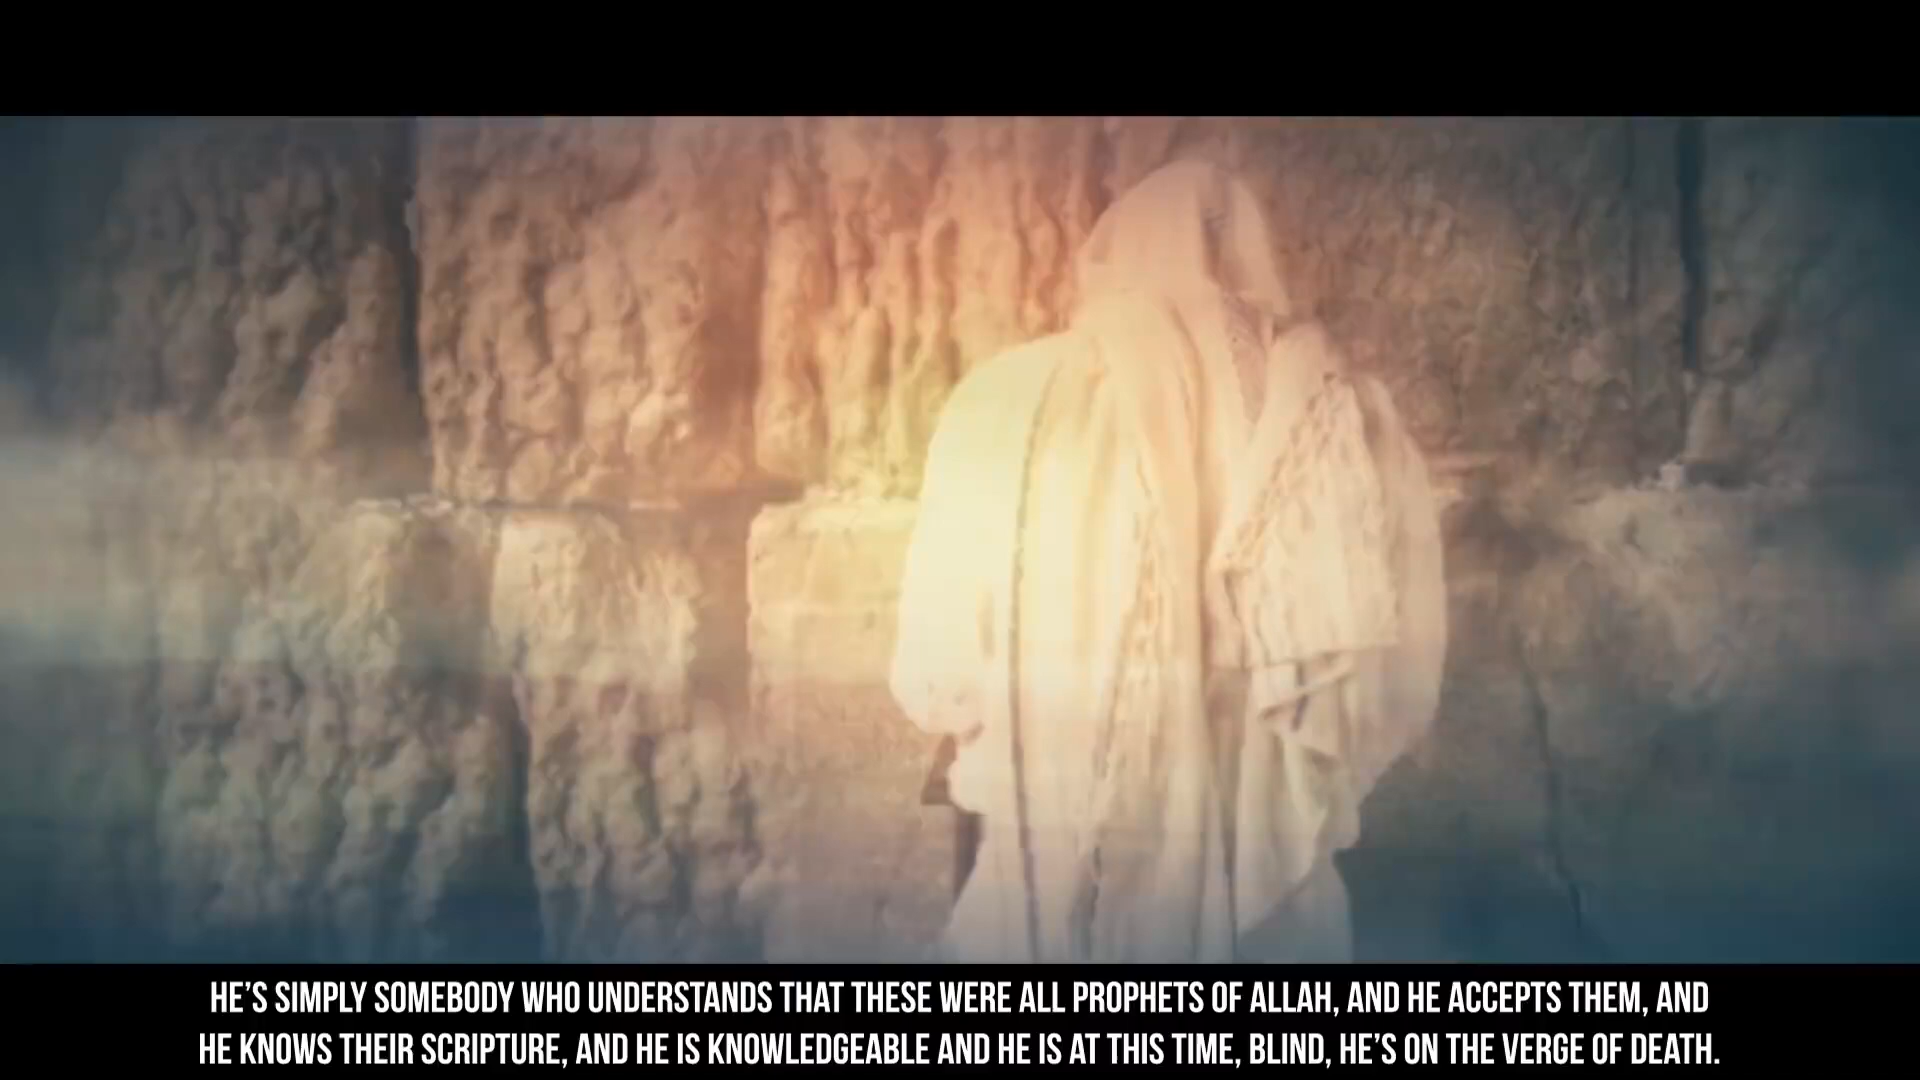 HE’S SIMPLY SOMEBODY WHO UNDERSTANDS THAT THESE WERE ALL PROPHETS OF ALLAH, AND HE ACCEPTS THEM, AND
HE KNOWS THEIR SCRIPTURE, AND HE IS KNOWLEDGEABLE AND HE IS AT THIS TIME, BLIND, HE’S ON THE VERGE OF DEATH.